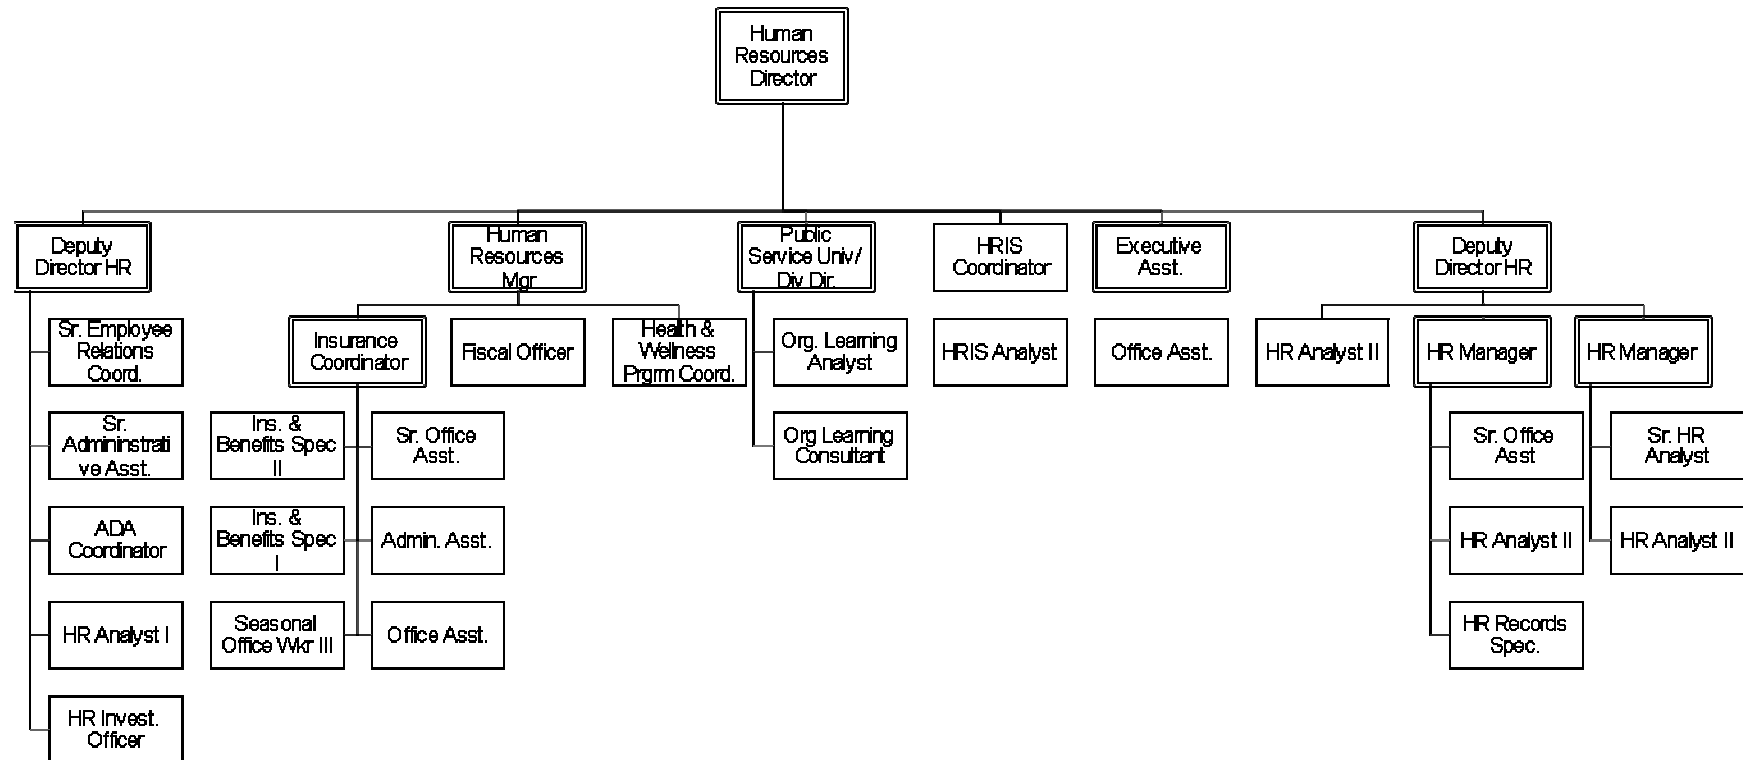 Human
Resources
Director
Deputy
Director HR
Human
Resources
Mgr
Public
Service Univ/
Div Dir.
HRIS
Coordinator
Executive
Asst.
Deputy
Director HR
Sr. Employee
Relations
Coord.
Insurance
Coordinator
Fiscal Officer
Health &
Wellness
Prgrm Coord.
Org. Learning
Analyst
HRIS Analyst
Office Asst.
HR Analyst II
HR Manager
HR Manager
Sr.
Admininstrati
ve Asst.
Ins. &
Benefits Spec
II
Sr. Office
Asst.
Org Learning
Consultant
Sr. Office
Asst
Sr. HR
Analyst
ADA
Coordinator
Ins. &
Benefits Spec
I
Admin. Asst.
HR Analyst II
HR Analyst II
HR Analyst I
Seasonal
Office Wkr III
Office Asst.
HR Records
Spec.
HR Invest.
Officer